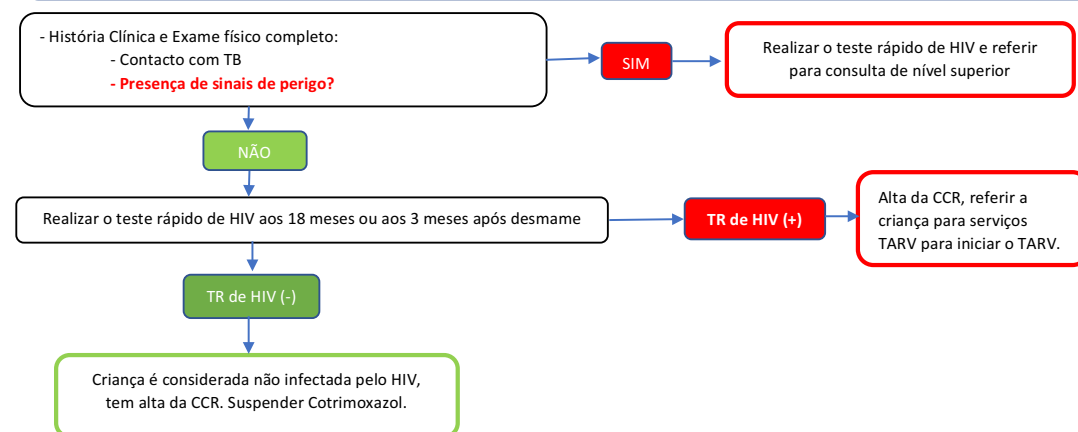 - História Clínica e Exame físico completo:
- Contacto com TB
- Presença de sinais de perigo?
SIM
Realizar o teste rápido de HIV e referir
para consulta de nível superior
NÃO
Realizar o teste rápido de HIV aos 18 meses ou aos 3 meses após desmame
TR de HIV (+)
Alta da CCR, referir a
criança para serviços
TARV para iniciar o TARV.
TR de HIV (-)
Criança é considerada não infectada pelo HIV,
tem alta da CCR. Suspender Cotrimoxazol.